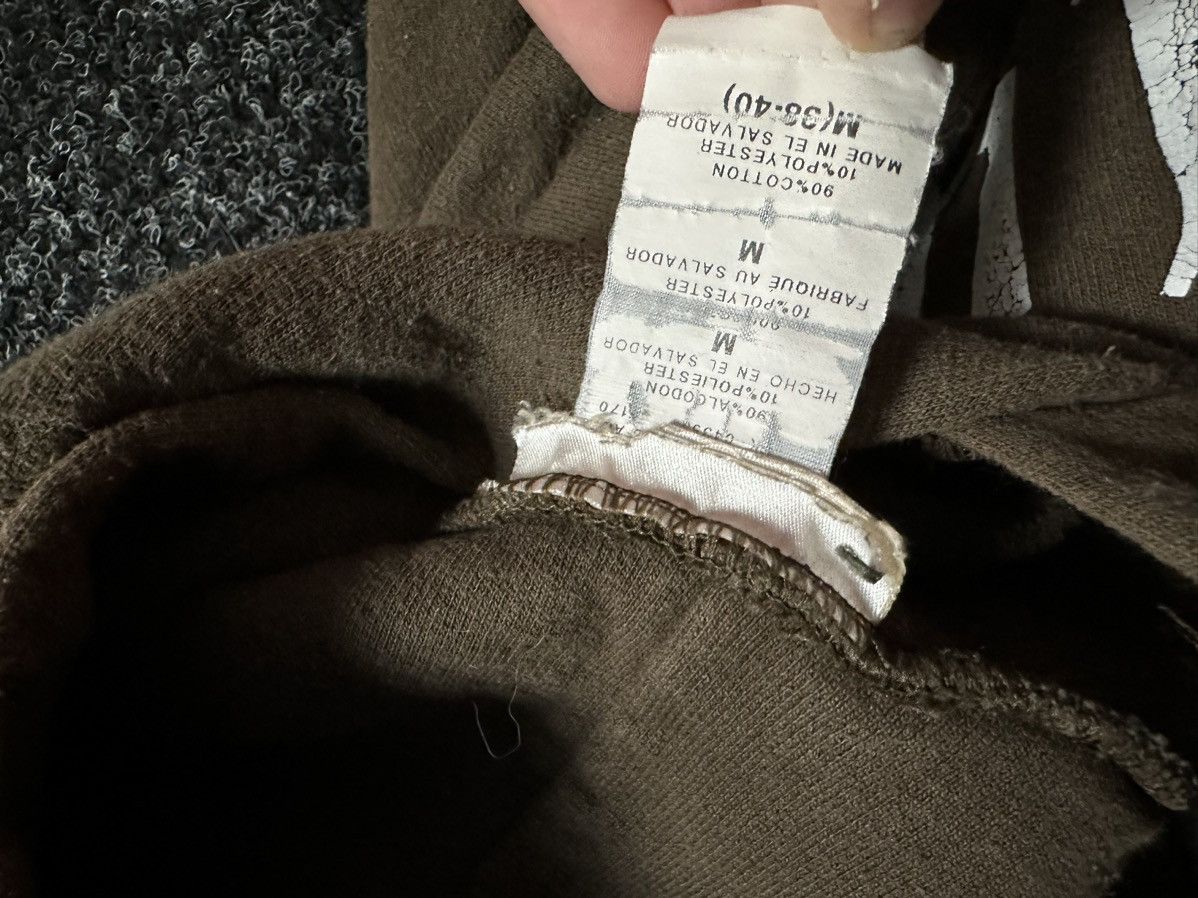 170
90%ALGODON
10%POLIESTER
HECHO EN EL SALVADOR
M
10%POLYESTER
FABRIQUÉ AU SALVADOR
M
90%COTTON
10%POLYESTER
MADE IN EL SALVADOR
M(38-40)